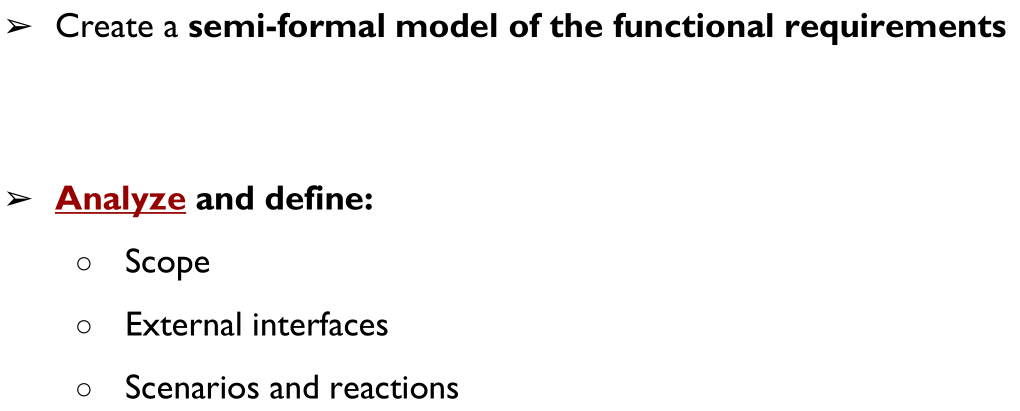 ➢ Create a semi-formal model of the functional requirements
➢ Analyze and define:
○ Scope
○ External interfaces
○ Scenarios and reactions